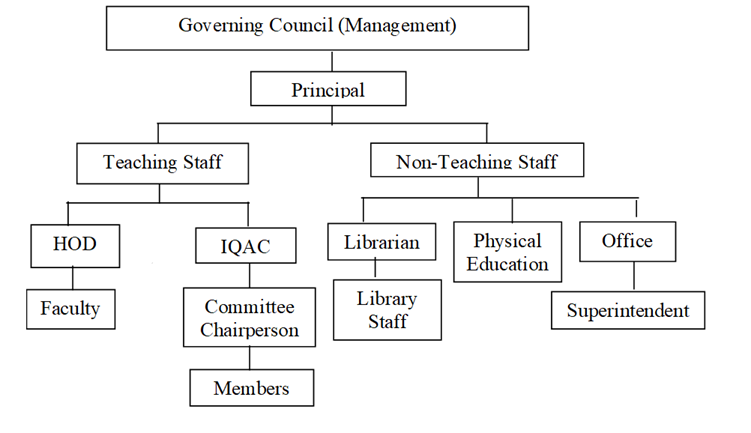 Governing Council (Management)
Principal
Teaching Staff
Non-Teaching Staff
HOD
IQAC
Librarian
Physical
Education
Office
Faculty
Committee
Chairperson
Library
Staff
Superintendent
Members